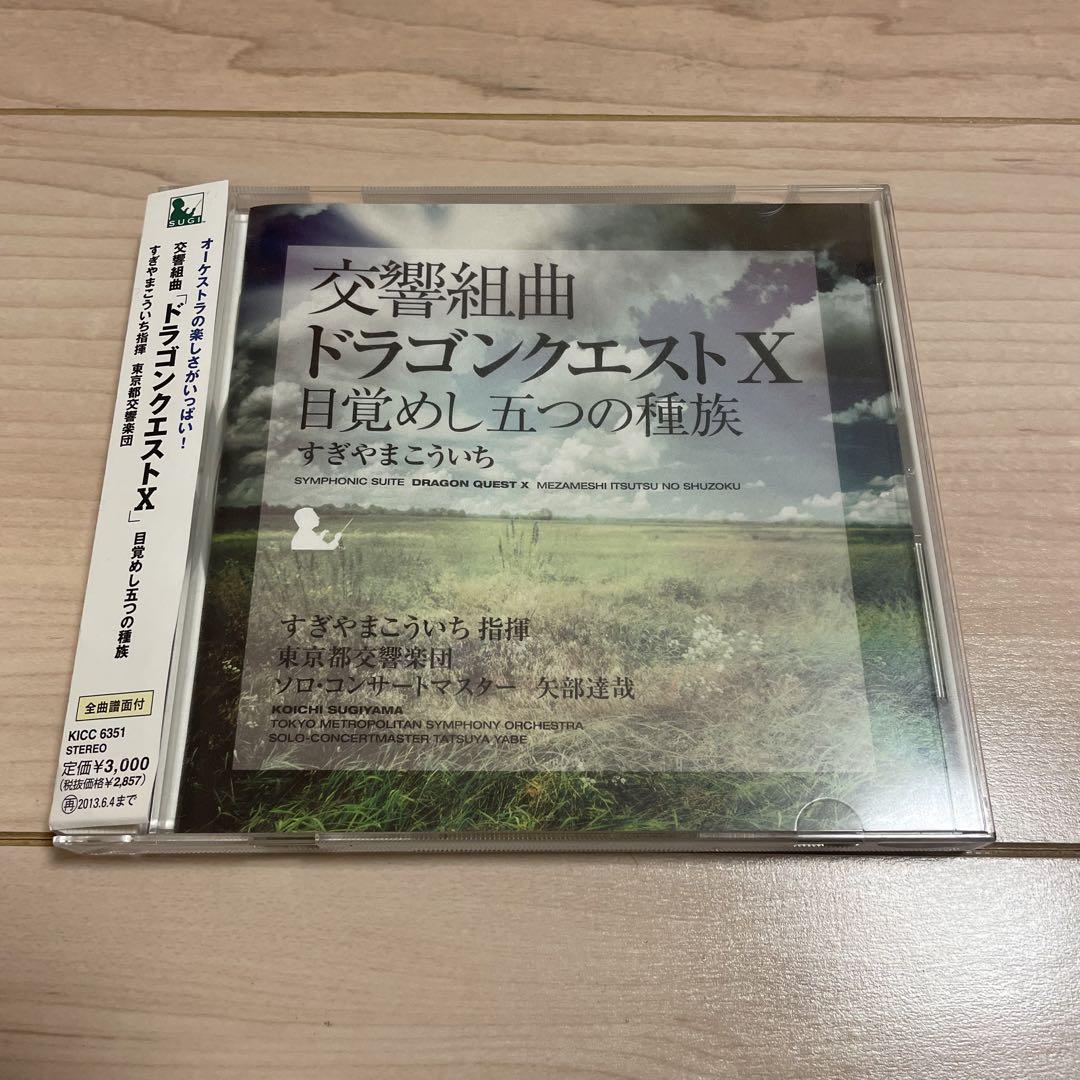 SUGI
オーケストラの楽しさがいっぱい!
交響組曲「ドラゴンクエストX」目覚めし五つの種族
すぎやまこういち指揮 東京都交響楽団
全曲譜面付
KICC 6351
STEREO
定価¥3,000
(税抜価格¥2,857)
再2013.6.4まで
交響組曲
ドラゴンクエストX
目覚めし五つの種族
すぎやまこういち
SYMPHONIC SUITE DRAGON QUEST X MEZAMESHI ITSUTSU NO SHUZOKU
すぎやまこういち 指揮
東京都交響楽団
ソロ・コンサートマスター 矢部達哉
KOICHI SUGIYAMA
TOKYO METROPOLITAN SYMPHONY ORCHESTRA
SOLO-CONCERTMASTER TATSUYA YABE